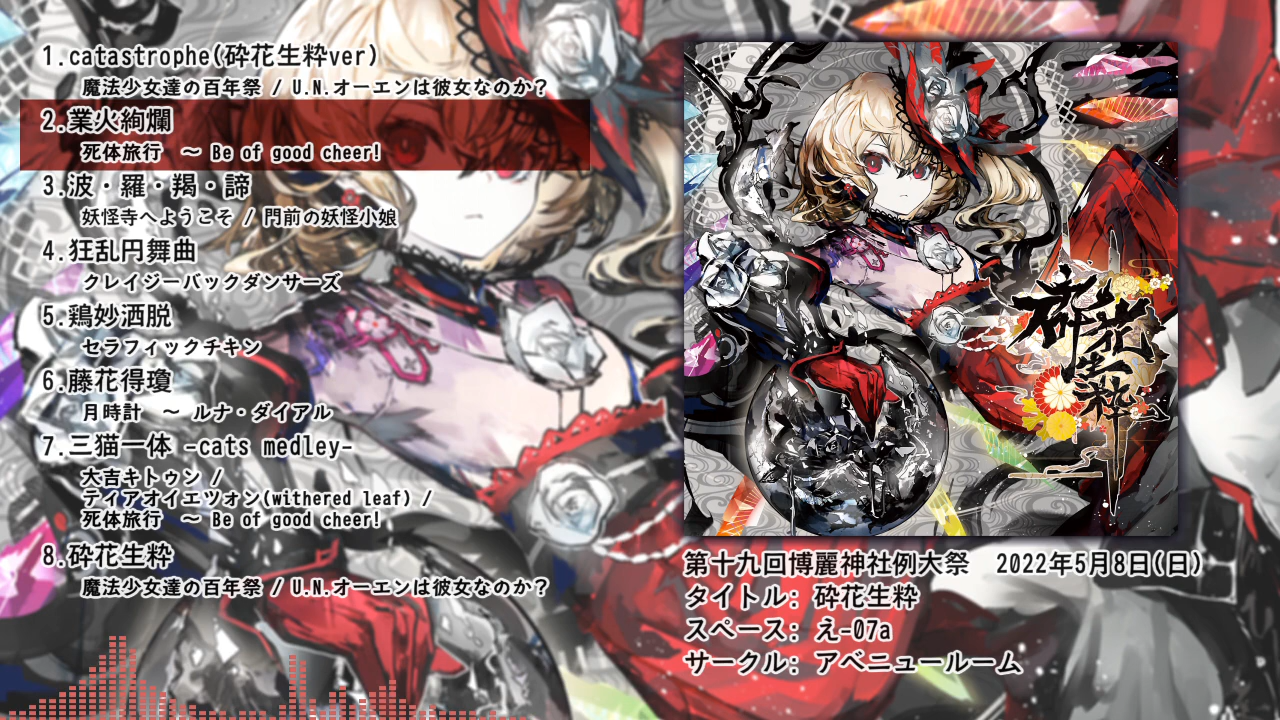 1.catastrophe(砕花生粋ver)
魔法少女達の百年祭 / U.N.オーエンは彼女なのか?
2.業火絢爛
死体旅行　～ Be of good cheer!
3.波・羅・羯・諦
妖怪寺へようこそ / 門前の妖怪小娘
4.狂乱円舞曲
クレイジーバックダンサーズ
5.鶏妙洒脱
セラフィックチキン
6.藤花得瓊
月時計　～ ルナ・ダイアル
7.三猫一体 -cats medley-
大吉キトゥン /
ティアオイエツォン(withered leaf) /
死体旅行　～ Be of good cheer!
8.砕花生粋
魔法少女達の百年祭 / U.N.オーエンは彼女なのか?
砕花生粋
第十九回博麗神社例大祭　2022年5月8日(日)
タイトル: 砕花生粋
スペース: え-07a
サークル: アベニュールーム